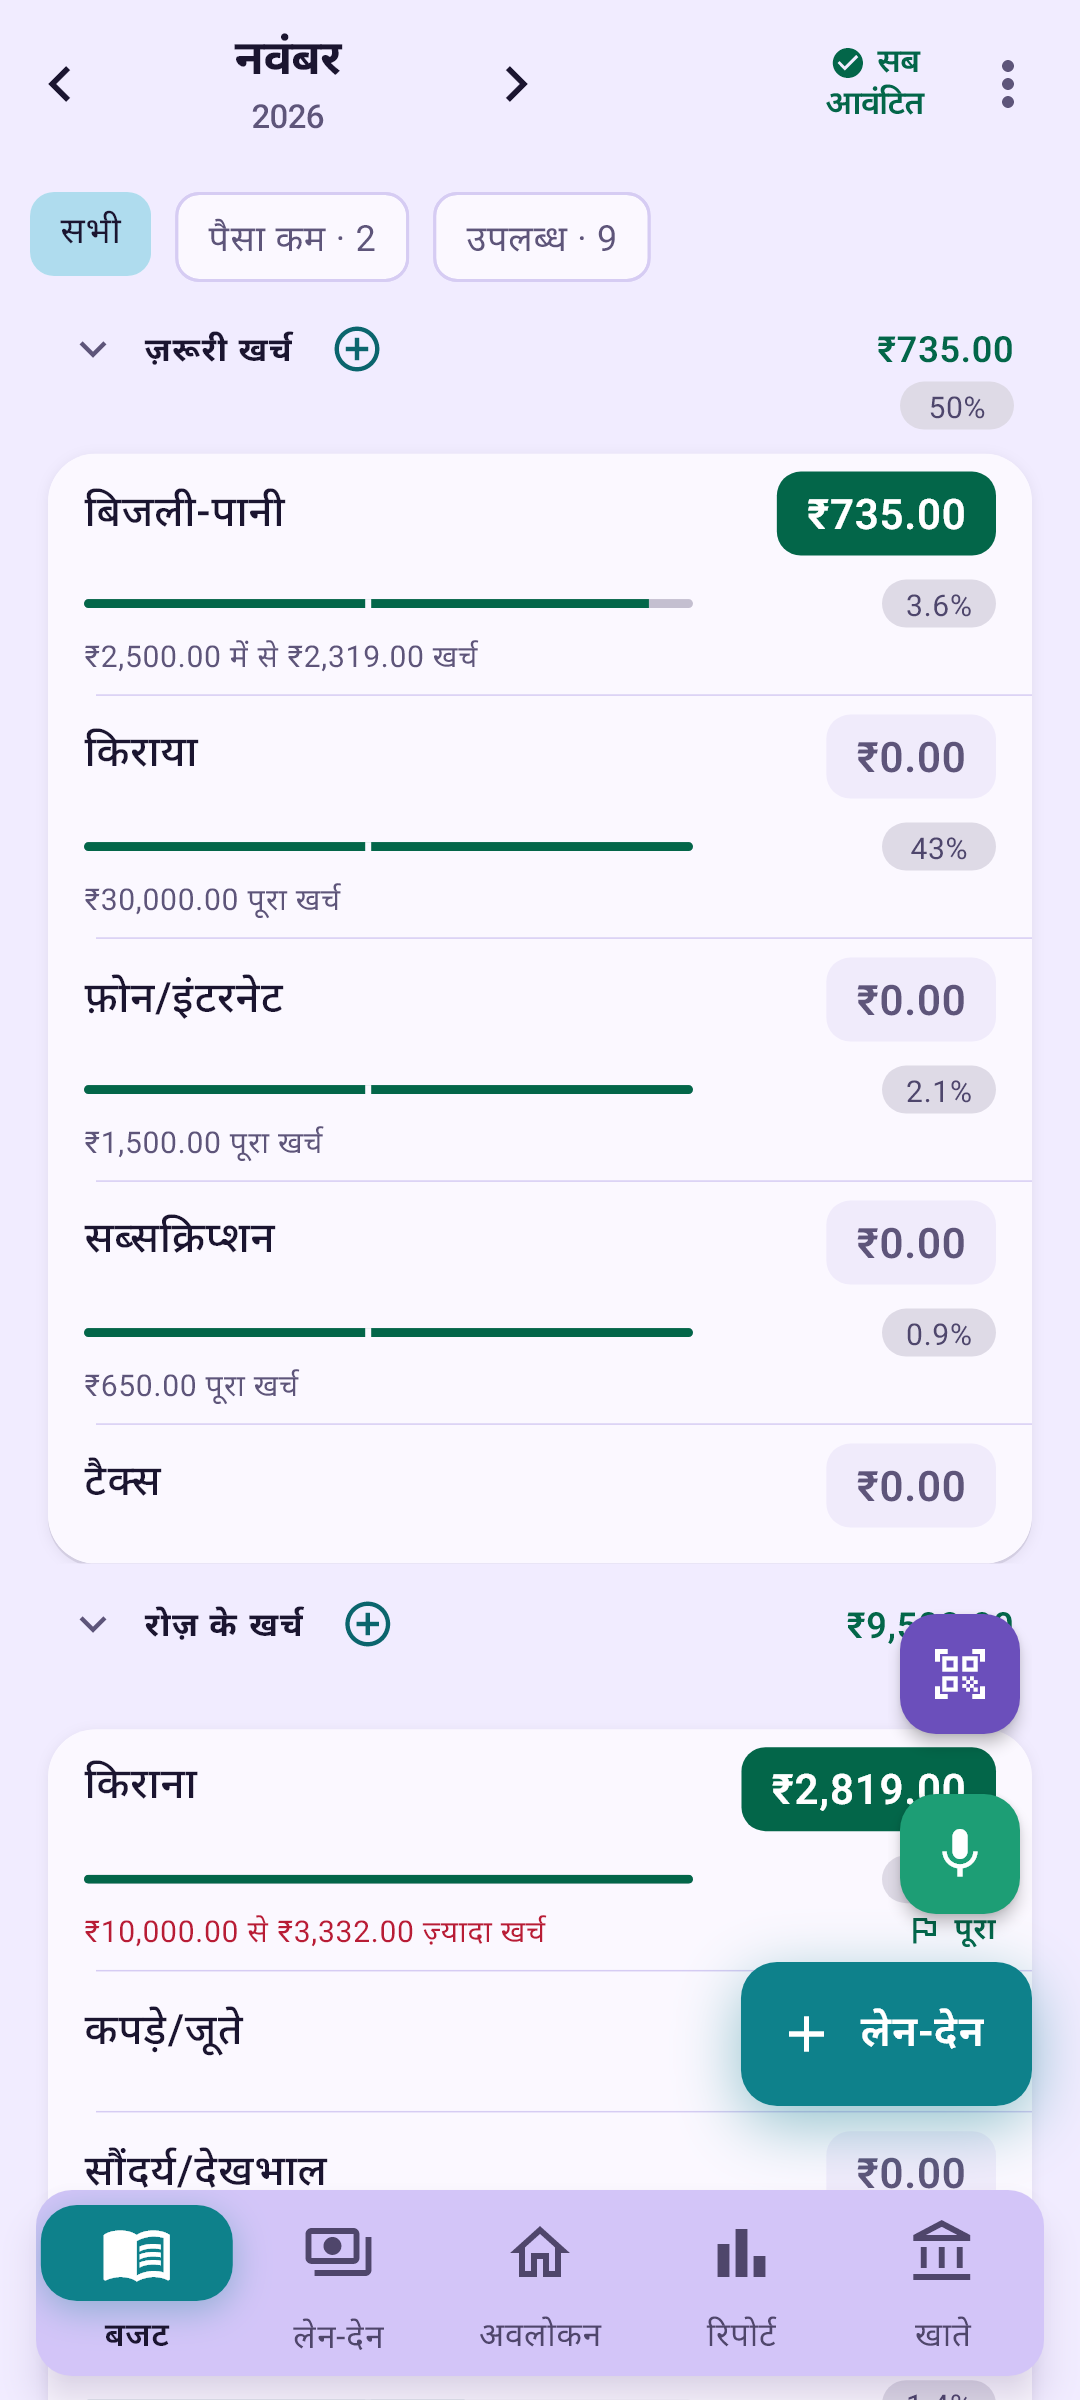 नवंबर
2026
सब
आवंटित
सभी
पैसा कम · 2
उपलब्ध · 9
ज़रूरी खर्च
₹735.00
50%
बिजली-पानी
₹735.00
3.6%
₹2,500.00 में से ₹2,319.00 खर्च
किराया
₹0.00
43%
₹30,000.00 पूरा खर्च
फ़ोन/इंटरनेट
₹0.00
2.1%
₹1,500.00 पूरा खर्च
सब्सक्रिप्शन
₹0.00
0.9%
₹650.00 पूरा खर्च
टैक्स
₹0.00
रोज़ के खर्च
किराना
₹2,819.00
₹10,000.00 से ₹3,332.00 ज़्यादा खर्च
पूरा
कपड़े/जूते
लेन-देन
सौंदर्य/देखभाल
₹0.00
बजट
लेन-देन
अवलोकन
रिपोर्ट
खाते